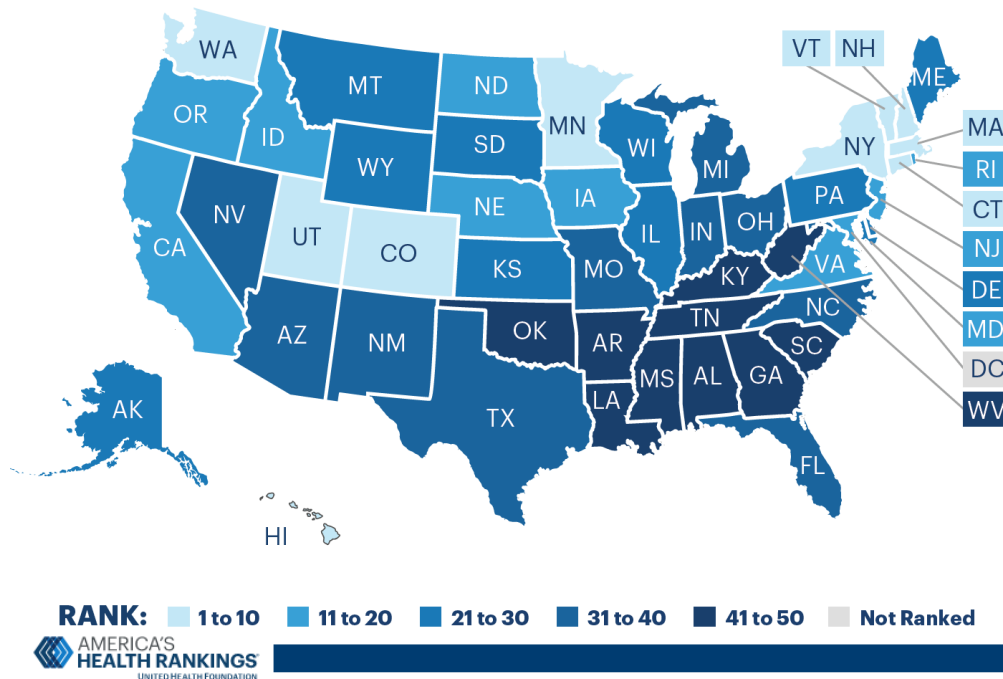 WA
VT NH
ME
MT
ND
OR
MN
ID
MA
SD
WI
NY
WY
MI
RI
PA
CT
NE
IA
NV
OH
NJ
UT
IL
IN
CA
CO
DE
KS
VA
MO
KY
MD
NC
TN
DC
OK
AZ
AR
NM
SC
WV
MS
AL
GA
LA
AK
TX
FL
HI
RANK: 1 to 10 11 to 20 21 to 30 31 to 40 41 to 50 Not Ranked
AMERICA'S
HEALTH RANKINGS
UNITED HEALTH FOUNDATION